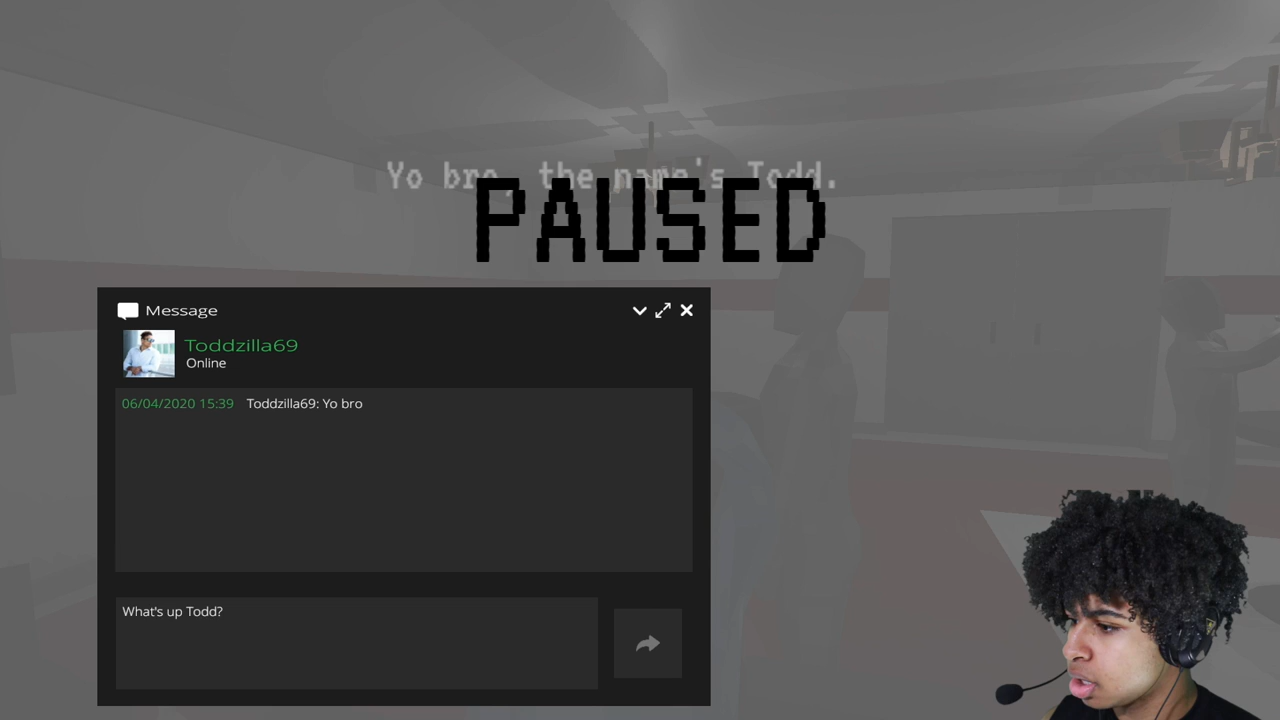 Yo bro, the name's Todd.
PAUSED
Message
Toddzilla69
Online
06/04/2020 15:39 Toddzilla69: Yo bro
What's up Todd?